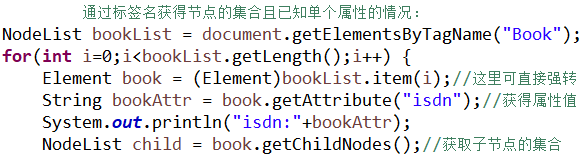 通过标签名获得节点的集合且已知单个属性的情况：
NodeList bookList = document.getElementsByTagName("Book");
for(int i=0;i<bookList.getLength();i++) {
Element book = (Element)bookList.item(i);//这里可直接强转
String bookAttr = book.getAttribute("isdn");//获得属性值
System.out.println("isdn:"+bookAttr);
NodeList child = book.getChildNodes();//获取子节点的集合